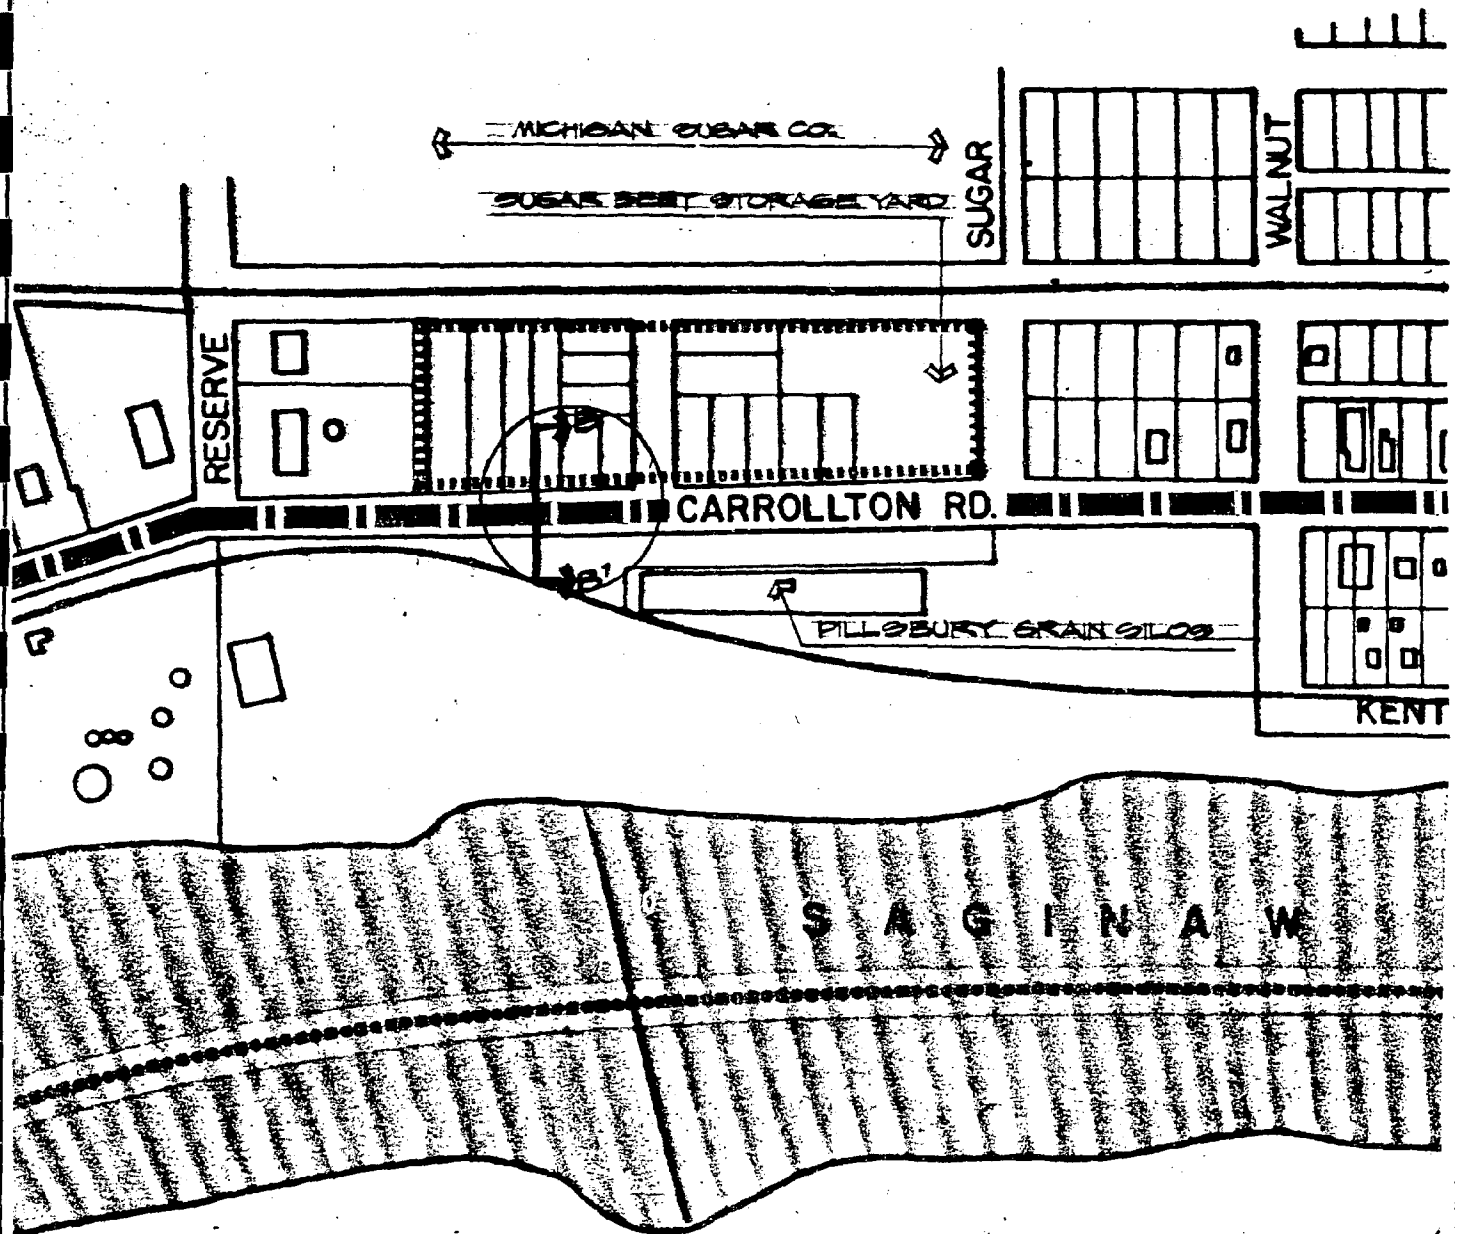 MICHIGAN SUGAR CO.
SUGAR BEET STORAGE YARD
SUGAR
WALNUT
RESERVE
B
CARROLLTON RD.
B'
PILLSBURY GRAIN SILOS
KENT
SAGINAW